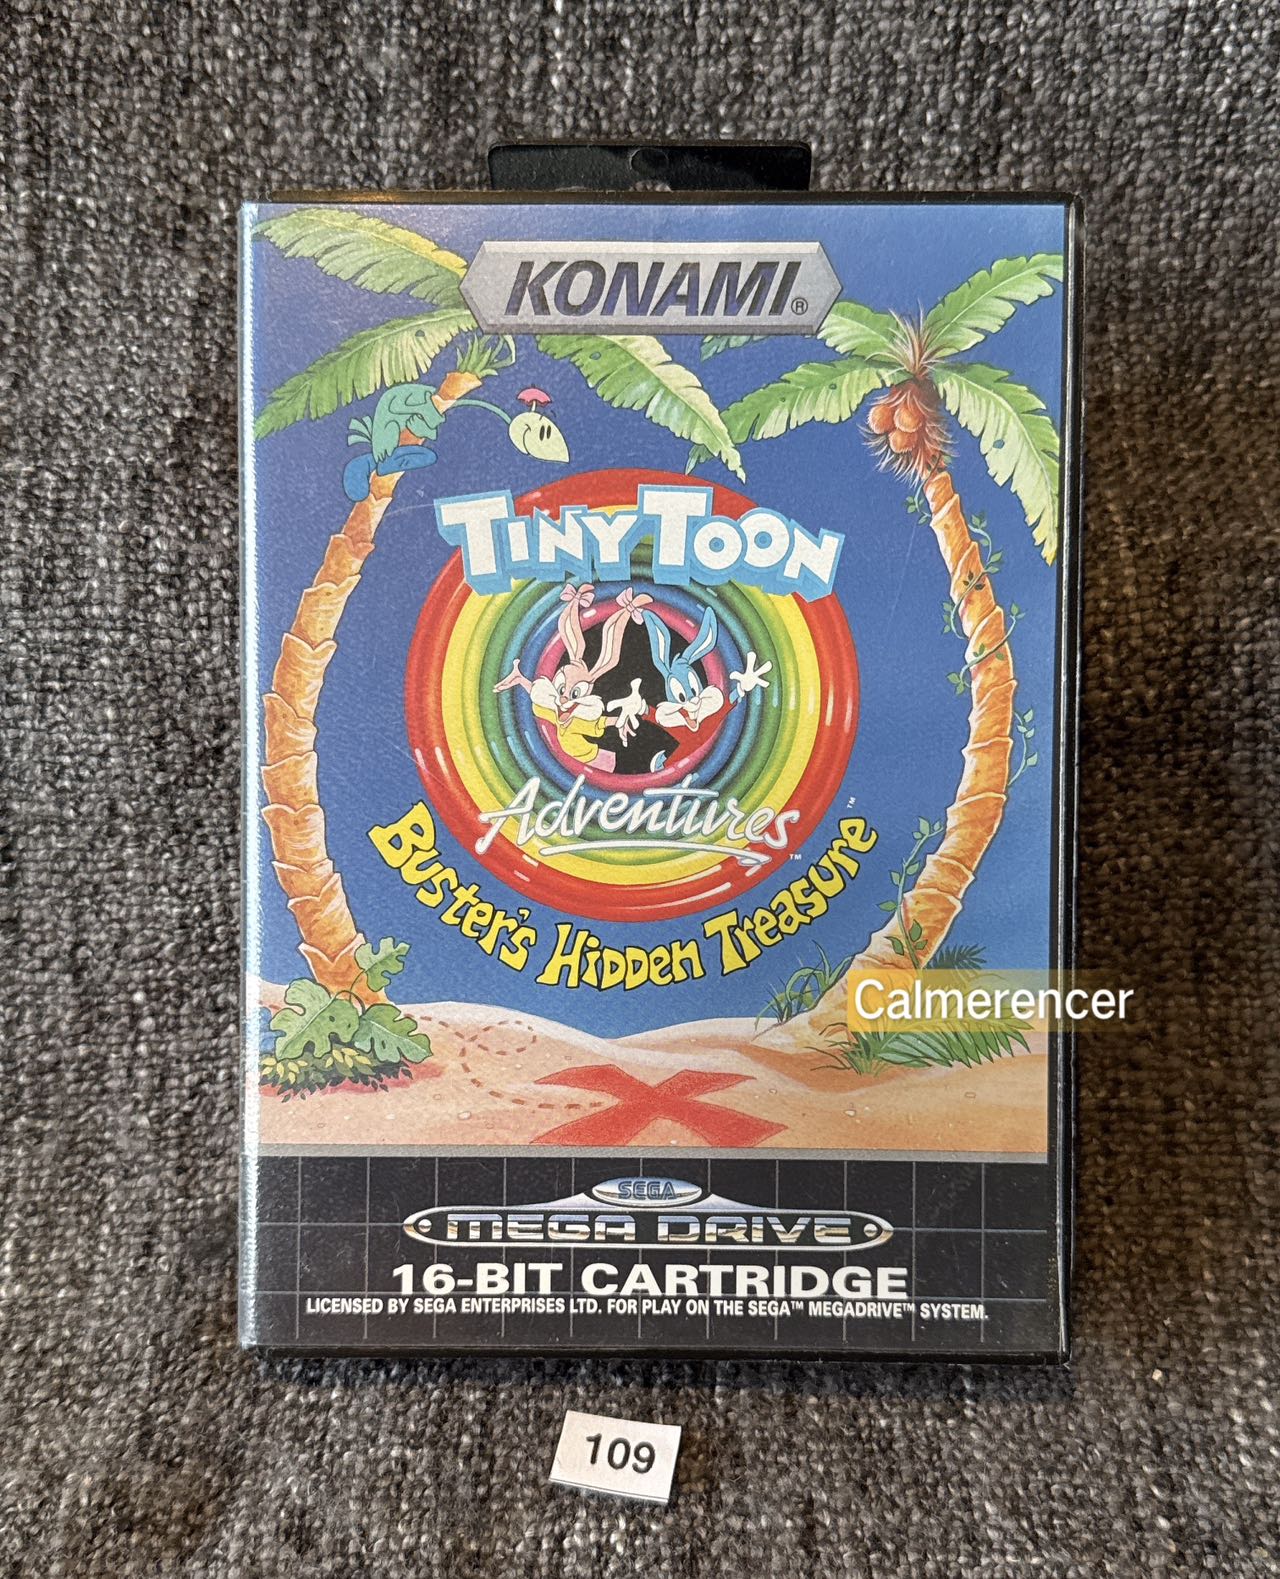 KONAMI®
TINY TOON
Adventures™
Buster's Hidden Treasure™
Calmerencer
SEGA
MEGA DRIVE
16-BIT CARTRIDGE
LICENSED BY SEGA ENTERPRISES LTD. FOR PLAY ON THE SEGA™ MEGADRIVE™ SYSTEM.
109